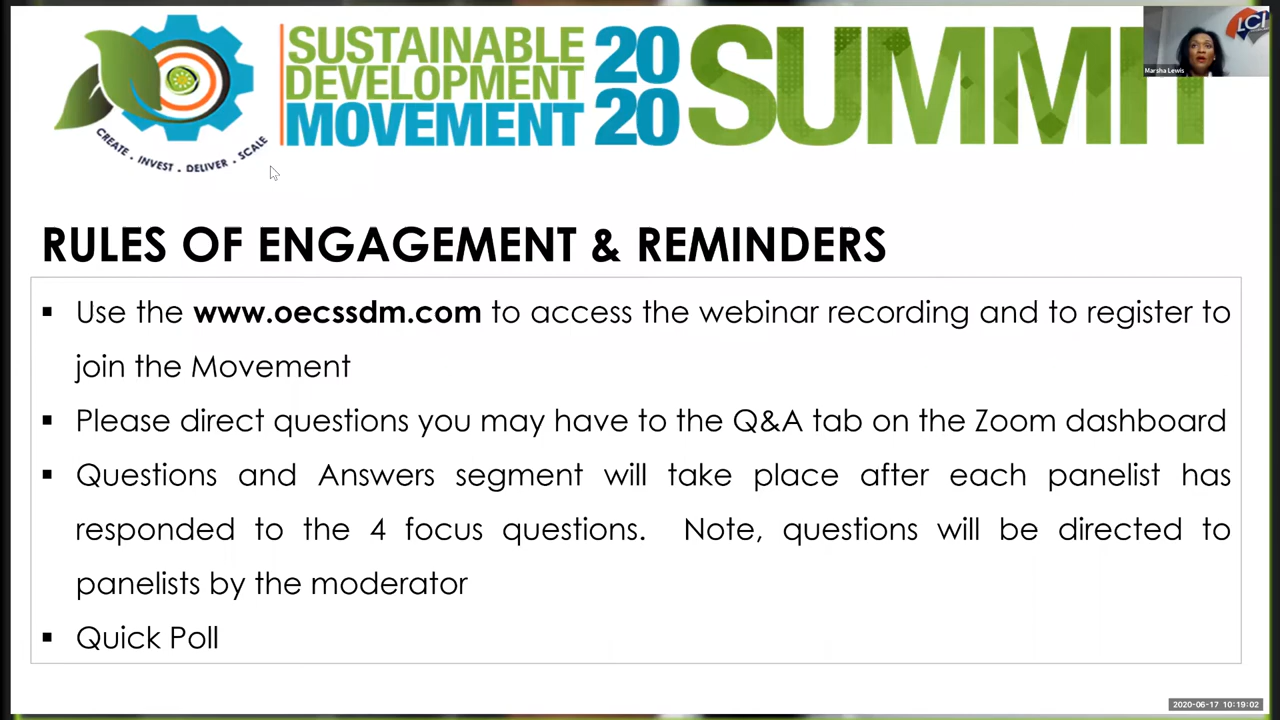 SUSTAINABLE
DEVELOPMENT
MOVEMENT
20
20
SUMMIT
LCI
Marsha Lewis
CREATE . INVEST . DELIVER . SCALE
RULES OF ENGAGEMENT & REMINDERS
▪ Use the www.oecssdm.com to access the webinar recording and to register to
join the Movement
▪ Please direct questions you may have to the Q&A tab on the Zoom dashboard
▪ Questions and Answers segment will take place after each panelist has
responded to the 4 focus questions. Note, questions will be directed to
panelists by the moderator
▪ Quick Poll
2020-06-17 10:19:02